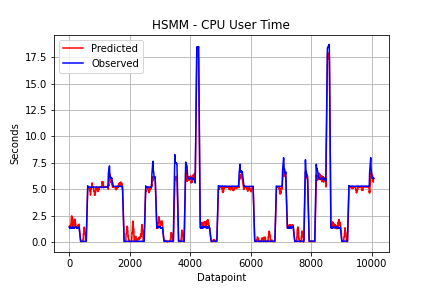 HSMM - CPU User Time
Predicted
Observed
17.5
15.0
12.5
10.0
7.5
5.0
2.5
0.0
Seconds
0 2000 4000 6000 8000 10000
Datapoint